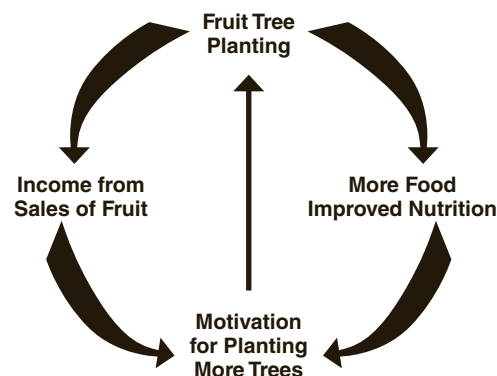 Fruit Tree
Planting
Income from
Sales of Fruit
More Food
Improved Nutrition
Motivation
for Planting
More Trees